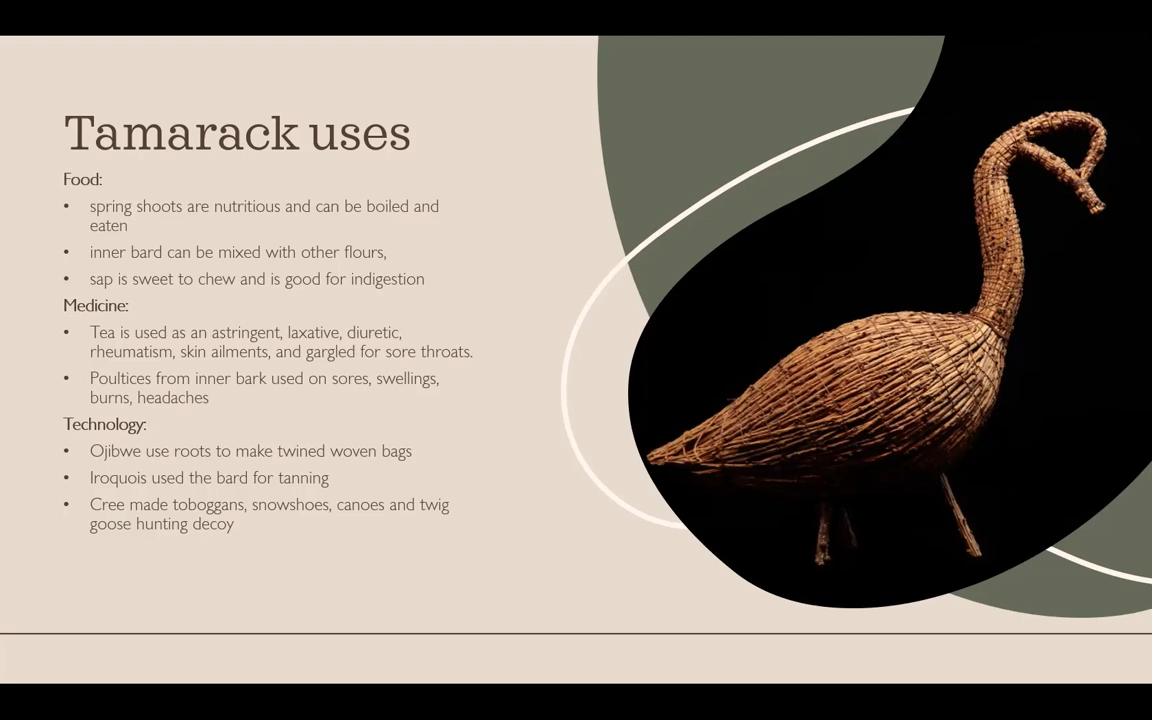 Tamarack uses
Food:
• spring shoots are nutritious and can be boiled and
eaten
• inner bard can be mixed with other flours,
• sap is sweet to chew and is good for indigestion
Medicine:
• Tea is used as an astringent, laxative, diuretic,
rheumatism, skin ailments, and gargled for sore throats.
• Poultices from inner bark used on sores, swellings,
burns, headaches
Technology:
• Ojibwe use roots to make twined woven bags
• Iroquois used the bard for tanning
• Cree made toboggans, snowshoes, canoes and twig
goose hunting decoy